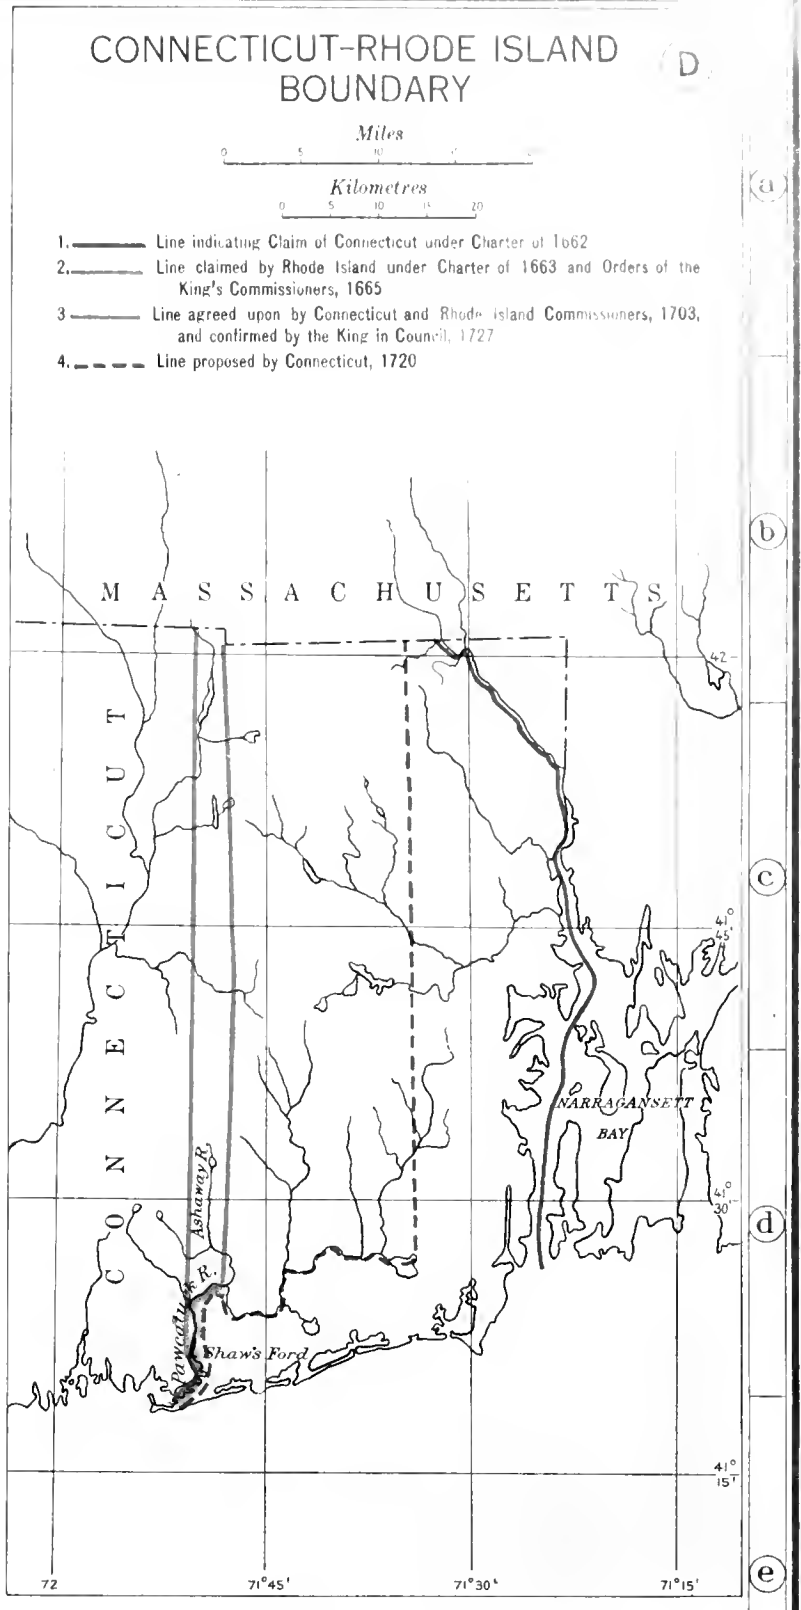 CONNECTICUT-RHODE ISLAND
BOUNDARY
D
Miles
0 5 10
Kilometres
0 5 10 15 20
1. Line indicating Claim of Connecticut under Charter of 1662
2. Line claimed by Rhode Island under Charter of 1663 and Orders of the
King's Commissioners, 1665
3 Line agreed upon by Connecticut and Rhode Island Commissioners, 1703,
and confirmed by the King in Council, 1727
4. Line proposed by Connecticut, 1720
a
b
c
d
e
MASSACHUSETTS
CONNECTICUT
42
41°
45'
NARRAGANSETT
BAY
Ashaway R.
41°
30'
Pawcatuck R.
Shaw's Ford
41°
15'
72 71°45' 71°30' 71°15'